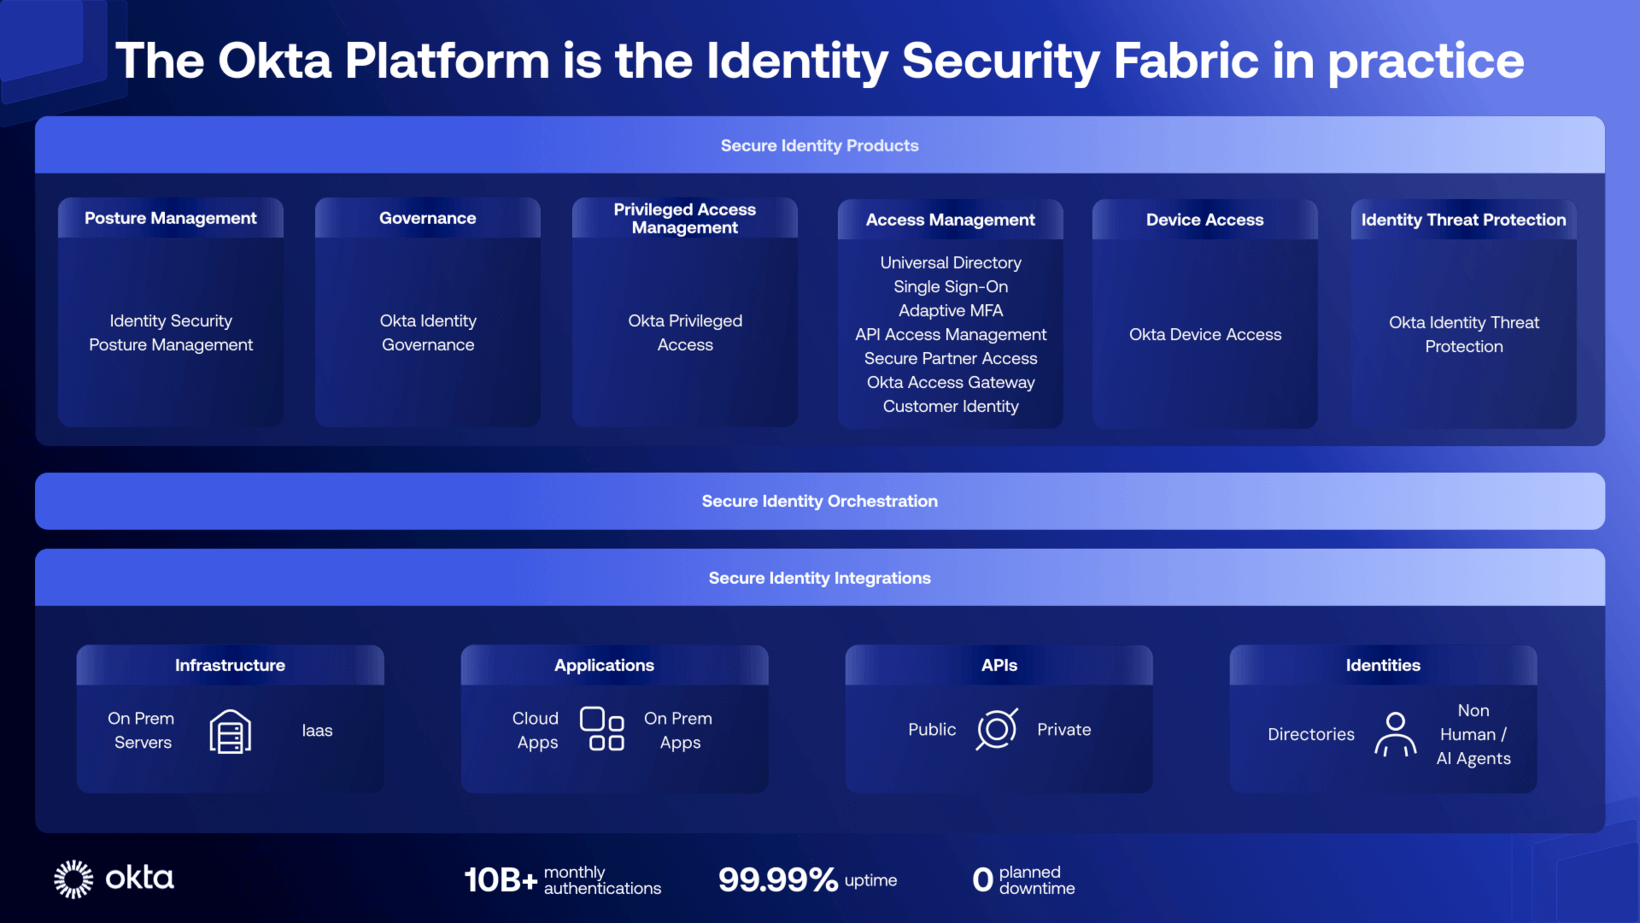 The Okta Platform is the Identity Security Fabric in practice
Secure Identity Products
Posture Management
Identity Security
Posture Management
Governance
Okta Identity
Governance
Privileged Access
Management
Okta Privileged
Access
Access Management
Universal Directory
Single Sign-On
Adaptive MFA
API Access Management
Secure Partner Access
Okta Access Gateway
Customer Identity
Device Access
Okta Device Access
Identity Threat Protection
Okta Identity Threat
Protection
Secure Identity Orchestration
Secure Identity Integrations
Infrastructure
On Prem
Servers
Iaas
Applications
Cloud
Apps
On Prem
Apps
APIs
Public
Private
Identities
Directories
Non
Human /
AI Agents
okta
10B+ monthly
authentications
99.99% uptime
0 planned
downtime